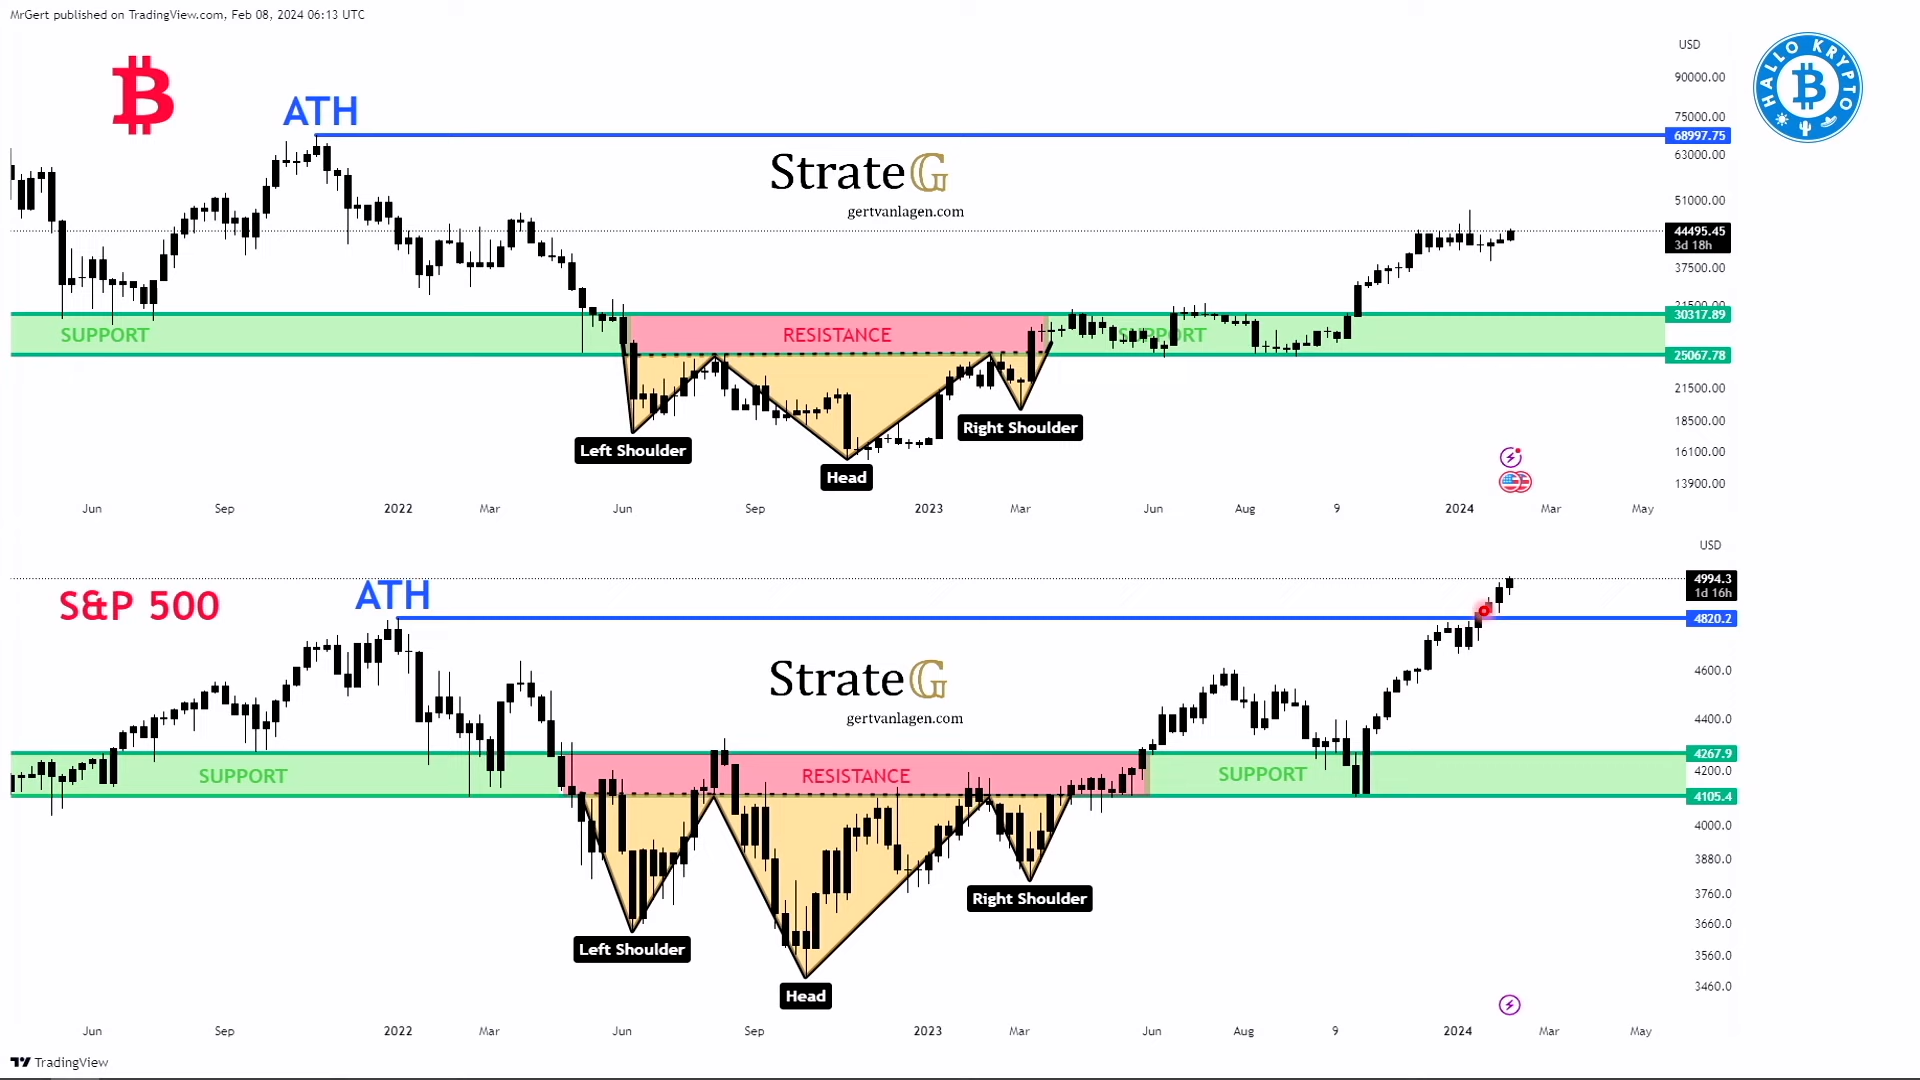 MrGert published on TradingView.com, Feb 08, 2024 06:13 UTC
USD
HALLO KRYPTO
90000.00
ATH
75000.00
68997.75
63000.00
StrateG
51000.00
gertvanlagen.com
44495.45
3d 18h
37500.00
21500.00
30317.89
SUPPORT
RESISTANCE
SUPPORT
25067.78
21500.00
18500.00
Right Shoulder
Left Shoulder
16100.00
Head
13900.00
Jun Sep 2022 Mar Jun Sep 2023 Mar Jun Aug 9 2024 Mar May
USD
4994.3
1d 16h
S&P 500
ATH
4820.2
StrateG
4600.0
gertvanlagen.com
4400.0
4267.9
SUPPORT
RESISTANCE
SUPPORT
4200.0
4105.4
4000.0
3880.0
3760.0
Right Shoulder
3660.0
Left Shoulder
3560.0
Head
3460.0
Jun Sep 2022 Mar Jun Sep 2023 Mar Jun Aug 9 2024 Mar May
TradingView